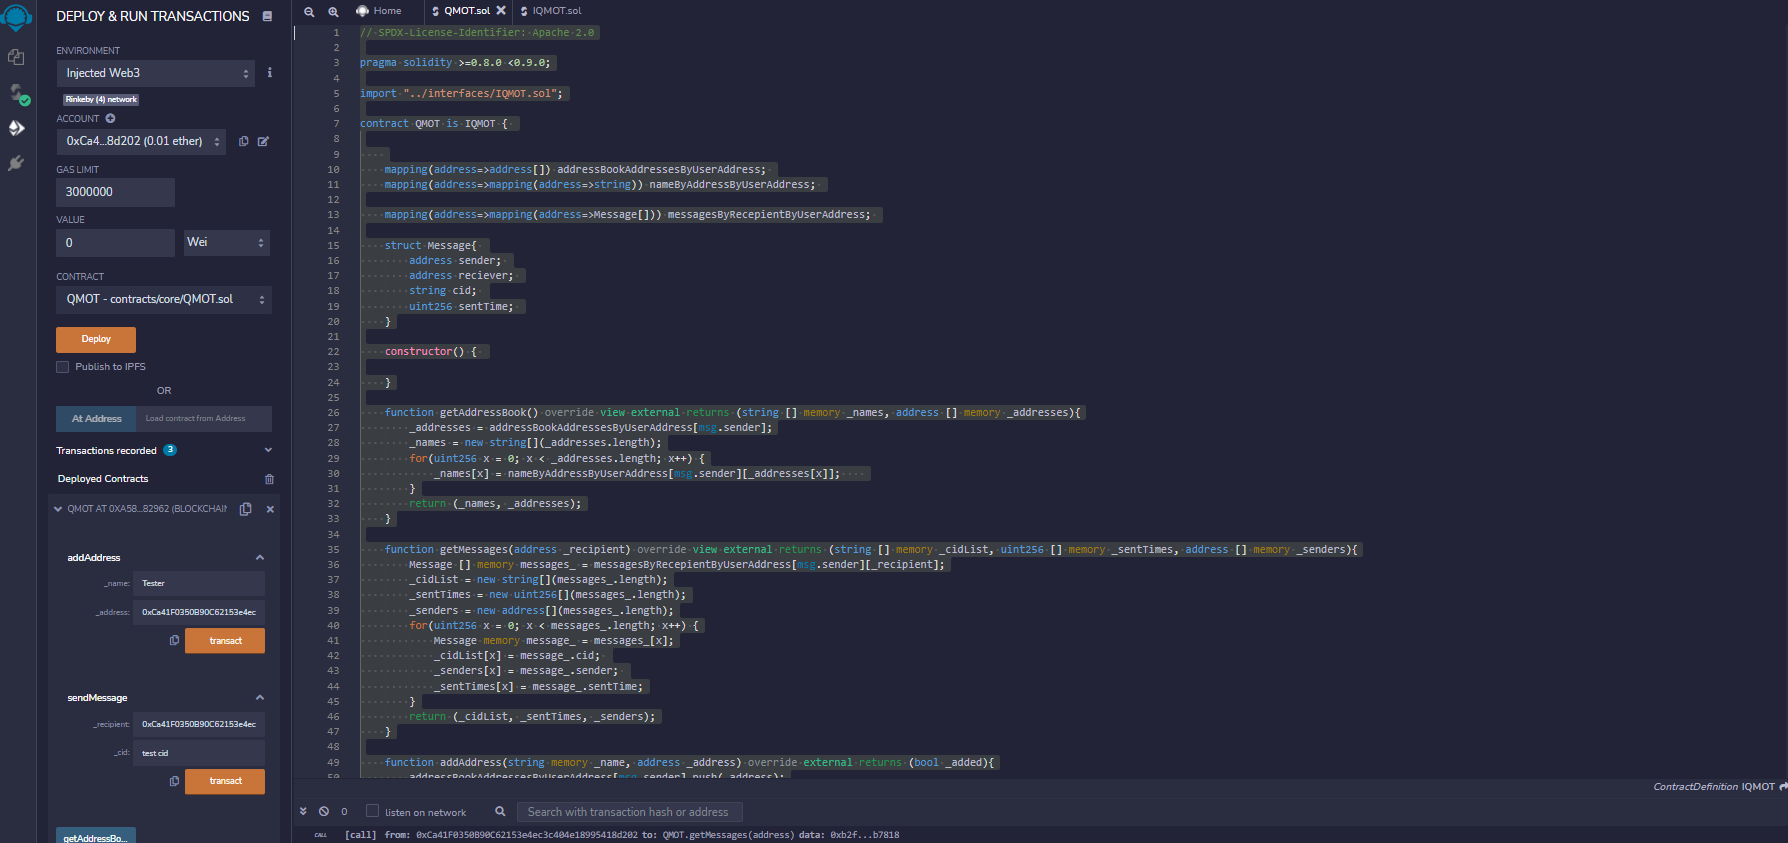 DEPLOY & RUN TRANSACTIONS
ENVIRONMENT
Injected Web3
Rinkeby (4) network
ACCOUNT
0xCa4...8d202 (0.01 ether)
GAS LIMIT
3000000
VALUE
0
Wei
CONTRACT
QMOT - contracts/core/QMOT.sol
Deploy
Publish to IPFS
OR
At Address
Load contract from Address
Transactions recorded 3
Deployed Contracts
QMOT AT 0XA58...82962 (BLOCKCHAIN
addAddress
_name: Tester
_address: 0xCa41F0350B90C62153e4ec
transact
sendMessage
_recipient: 0xCa41F0350B90C62153e4ec
_cid: test cid
transact
getAddressBo...
Home
QMOT.sol
IQMOT.sol
1 // SPDX-License-Identifier: Apache 2.0
2
3 pragma solidity >=0.8.0 <0.9.0;
4
5 import "../interfaces/IQMOT.sol";
6
7 contract QMOT is IQMOT {
8
9
10 mapping(address=>address[]) addressBookAddressesByUserAddress;
11 mapping(address=>mapping(address=>string)) nameByAddressByUserAddress;
12
13 mapping(address=>mapping(address=>Message[])) messagesByRecepientByUserAddress;
14
15 struct Message{
16 address sender;
17 address reciever;
18 string cid;
19 uint256 sentTime;
20 }
21
22 constructor() {
23
24 }
25
26 function getAddressBook() override view external returns (string [] memory _names, address [] memory _addresses){
27 _addresses = addressBookAddressesByUserAddress[msg.sender];
28 _names = new string[](_addresses.length);
29 for(uint256 x = 0; x < _addresses.length; x++) {
30 _names[x] = nameByAddressByUserAddress[msg.sender][_addresses[x]];
31 }
32 return (_names, _addresses);
33 }
34
35 function getMessages(address _recipient) override view external returns (string [] memory _cidList, uint256 [] memory _sentTimes, address [] memory _senders){
36 Message [] memory messages_ = messagesByRecepientByUserAddress[msg.sender][_recipient];
37 _cidList = new string[](messages_.length);
38 _sentTimes = new uint256[](messages_.length);
39 _senders = new address[](messages_.length);
40 for(uint256 x = 0; x < messages_.length; x++) {
41 Message memory message_ = messages_[x];
42 _cidList[x] = message_.cid;
43 _senders[x] = message_.sender;
44 _sentTimes[x] = message_.sentTime;
45 }
46 return (_cidList, _sentTimes, _senders);
47 }
48
49 function addAddress(string memory _name, address _address) override external returns (bool _added){
50 addressBookAddressesByUserAddress[msg.sender].push(_address);
ContractDefinition IQMOT
0
listen on network
Search with transaction hash or address
CALL [call] from: 0xCa41F0350B90C62153e4ec3c404e18995418d202 to: QMOT.getMessages(address) data: 0xb2f...b7818